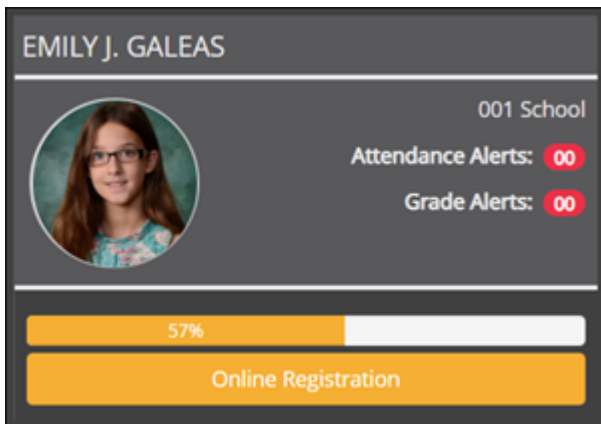 EMILY J. GALEAS
001 School
Attendance Alerts: 00
Grade Alerts: 00
57%
Online Registration